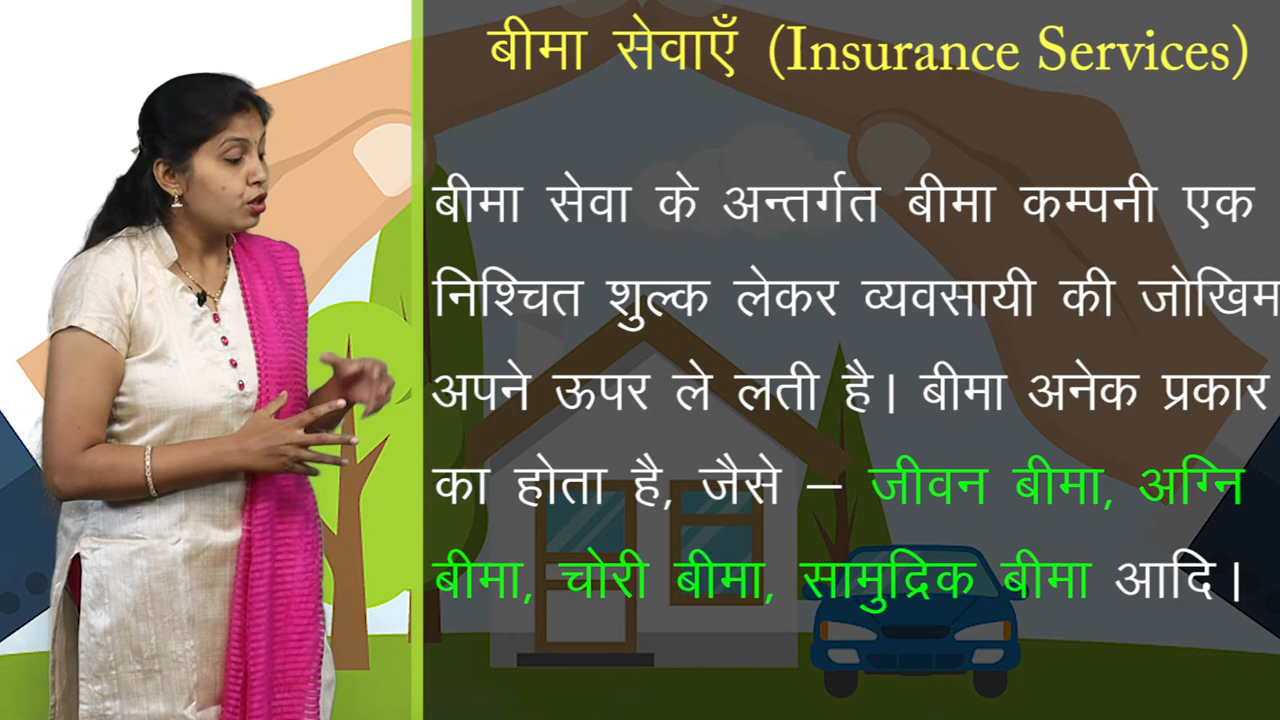 बीमा सेवाएँ (Insurance Services)
बीमा सेवा के अन्तर्गत बीमा कम्पनी एक
निश्चित शुल्क लेकर व्यवसायी की जोखिम
अपने ऊपर ले लती है। बीमा अनेक प्रकार
का होता है, जैसे – जीवन बीमा, अग्नि
बीमा, चोरी बीमा, सामुद्रिक बीमा आदि।